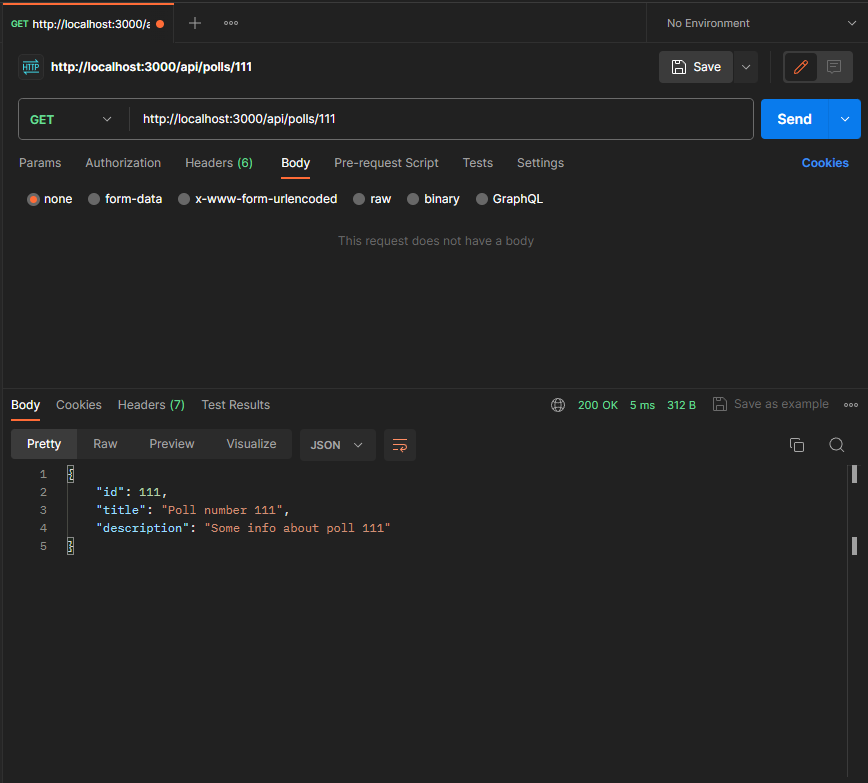 GET http://localhost:3000/a
No Environment
HTTP http://localhost:3000/api/polls/111
Save
GET http://localhost:3000/api/polls/111
Send
Params Authorization Headers (6) Body Pre-request Script Tests Settings Cookies
none form-data x-www-form-urlencoded raw binary GraphQL
This request does not have a body
Body Cookies Headers (7) Test Results 200 OK 5 ms 312 B Save as example
Pretty Raw Preview Visualize JSON
1 {
2 "id": 111,
3 "title": "Poll number 111",
4 "description": "Some info about poll 111"
5 }